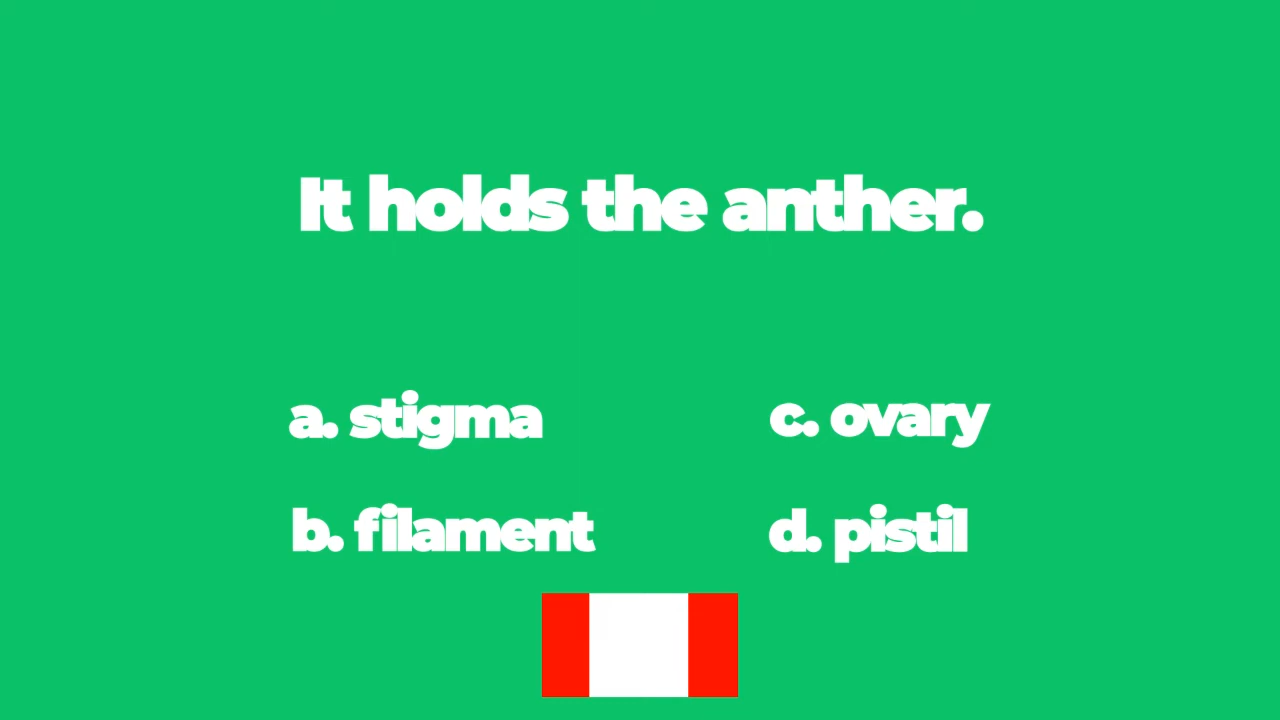 It holds the anther.
a. stigma
b. filament
c. ovary
d. pistil